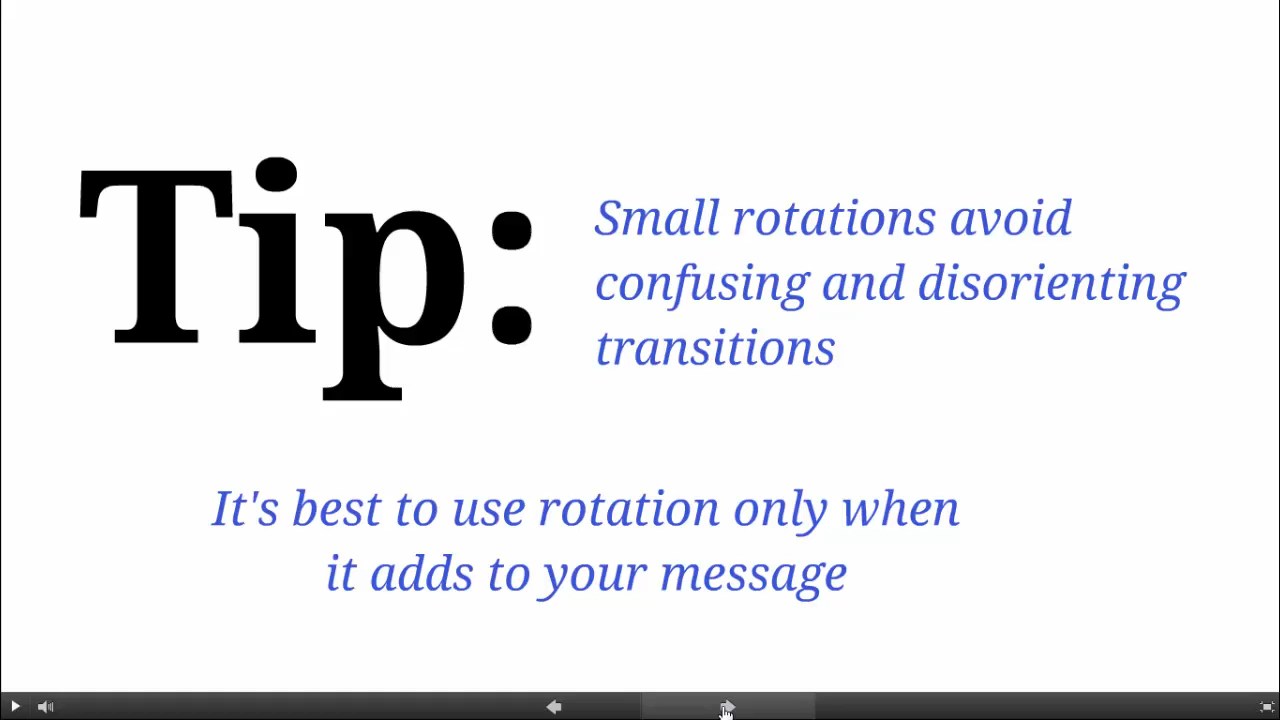 Tip:
Small rotations avoid
confusing and disorienting
transitions
It's best to use rotation only when
it adds to your message